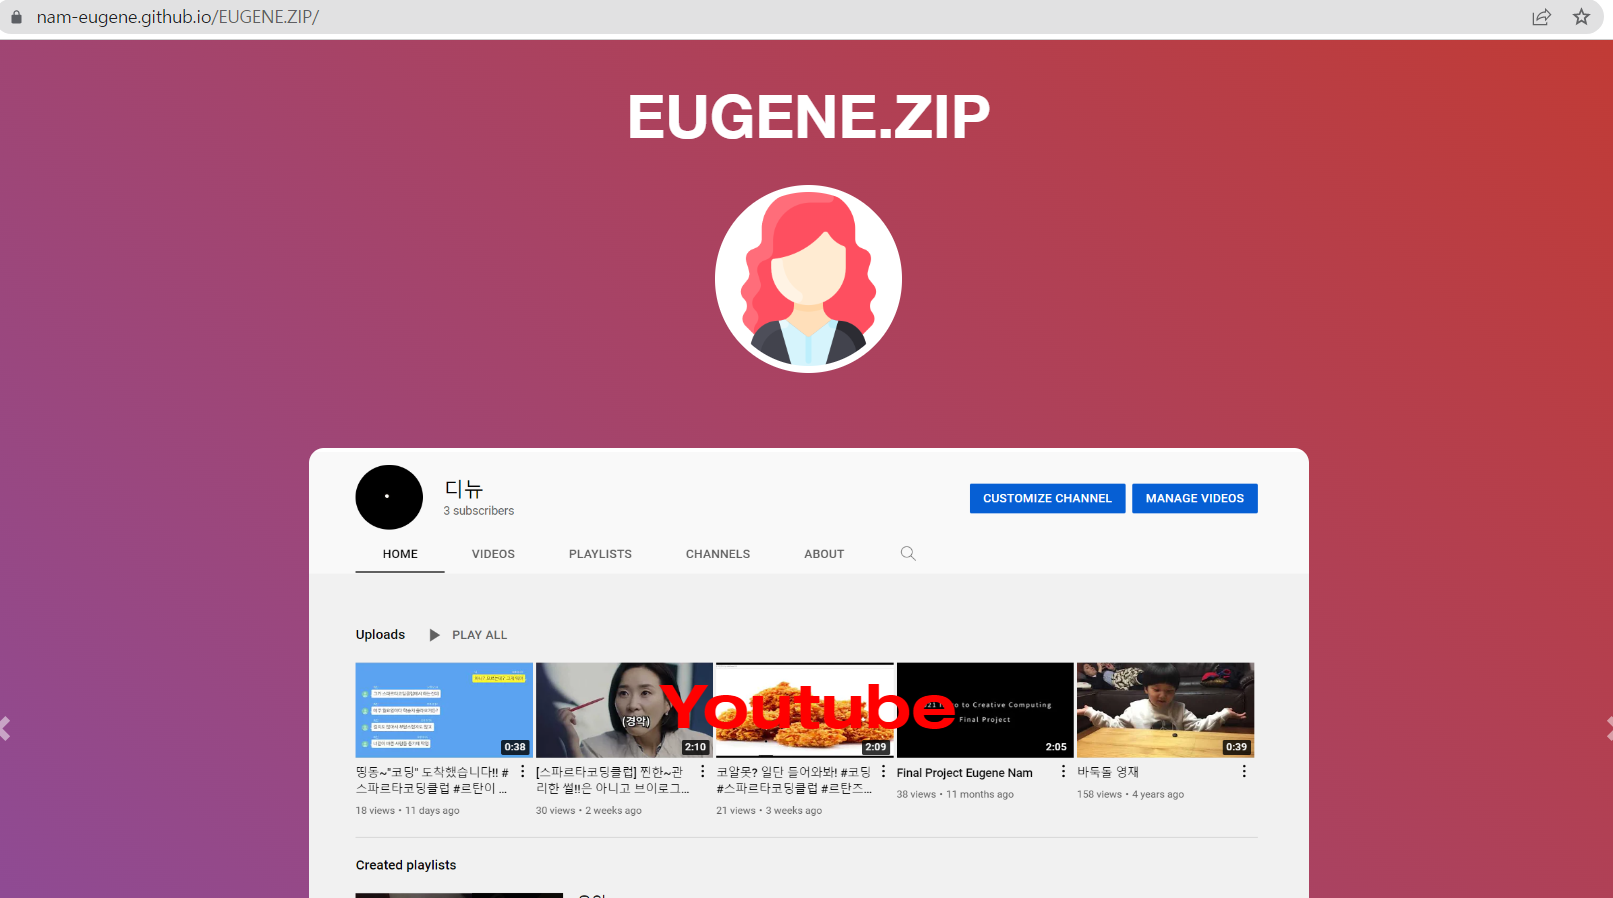 nam-eugene.github.io/EUGENE.ZIP/
EUGENE.ZIP
디뉴
3 subscribers
CUSTOMIZE CHANNEL
MANAGE VIDEOS
HOME
VIDEOS
PLAYLISTS
CHANNELS
ABOUT
Uploads
PLAY ALL
(경악)
Youtube
to Creative Computing
Final Project
0:38
2:10
2:09
2:05
0:39
띵동~"코딩" 도착했습니다!! #
스파르타코딩클럽 #르탄이 ...
18 views • 11 days ago
[스파르타코딩클럽] 찐한~관
리한 썰!!은 아니고 브이로그...
30 views • 2 weeks ago
코알못? 일단 들어와봐! #코딩
#스파르타코딩클럽 #르탄즈...
21 views • 3 weeks ago
Final Project Eugene Nam
38 views • 11 months ago
바둑돌 영재
158 views • 4 years ago
Created playlists